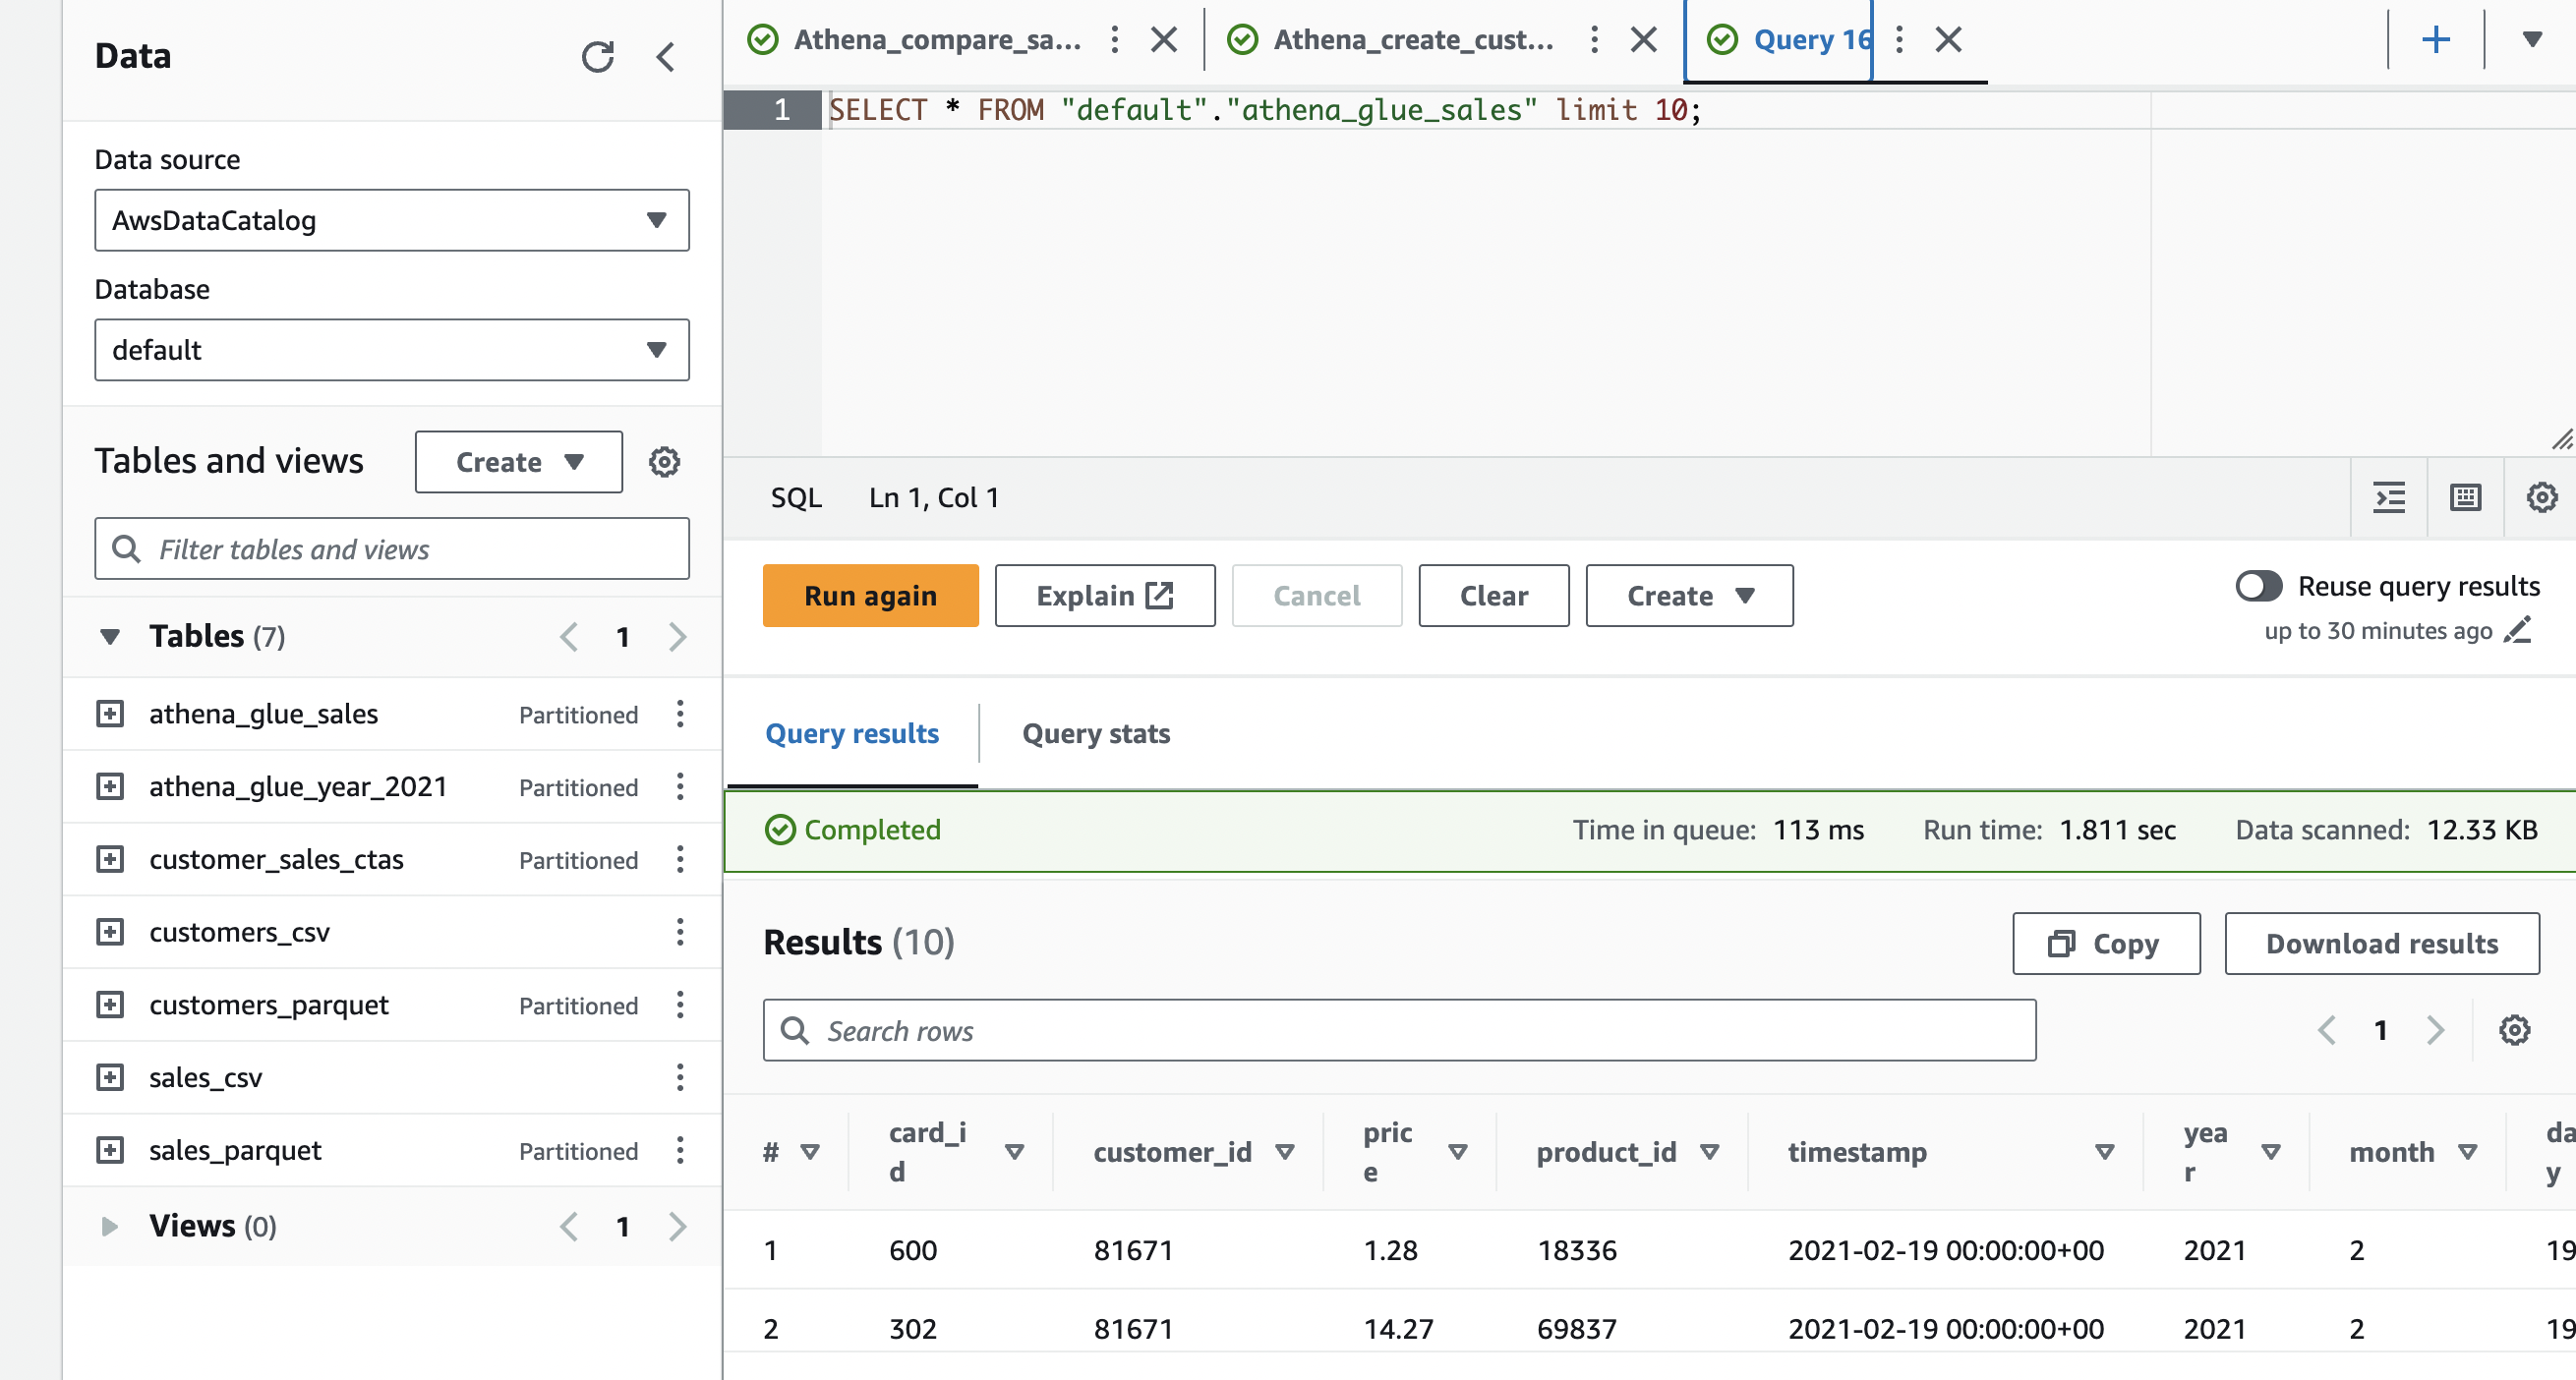 Data
Data source
AwsDataCatalog
Database
default
Tables and views
Create
Filter tables and views
Tables (7)
1
athena_glue_sales Partitioned
athena_glue_year_2021 Partitioned
customer_sales_ctas Partitioned
customers_csv
customers_parquet Partitioned
sales_csv
sales_parquet Partitioned
Views (0)
1
Athena_compare_sa...
Athena_create_cust...
Query 16
1 SELECT * FROM "default"."athena_glue_sales" limit 10;
SQL Ln 1, Col 1
Run again Explain Cancel Clear Create
Reuse query results
up to 30 minutes ago
Query results Query stats
Completed Time in queue: 113 ms Run time: 1.811 sec Data scanned: 12.33 KB
Results (10)
Copy Download results
Search rows
1
# card_id customer_id price product_id timestamp year month day
1 600 81671 1.28 18336 2021-02-19 00:00:00+00 2021 2 19
2 302 81671 14.27 69837 2021-02-19 00:00:00+00 2021 2 19